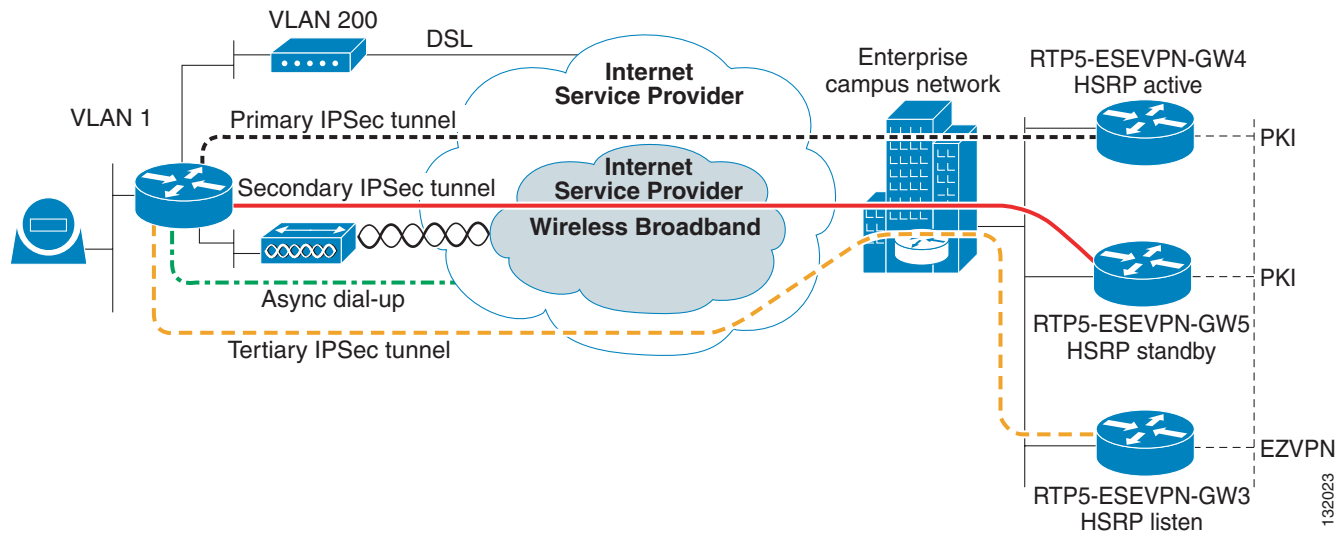 VLAN 200
DSL
VLAN 1
Primary IPSec tunnel
Internet
Service Provider
Enterprise
campus network
RTP5-ESEVPN-GW4
HSRP active
PKI
Secondary IPSec tunnel
Internet
Service Provider
Wireless Broadband
Async dial-up
Tertiary IPSec tunnel
PKI
RTP5-ESEVPN-GW5
HSRP standby
EZVPN
RTP5-ESEVPN-GW3
HSRP listen
132023